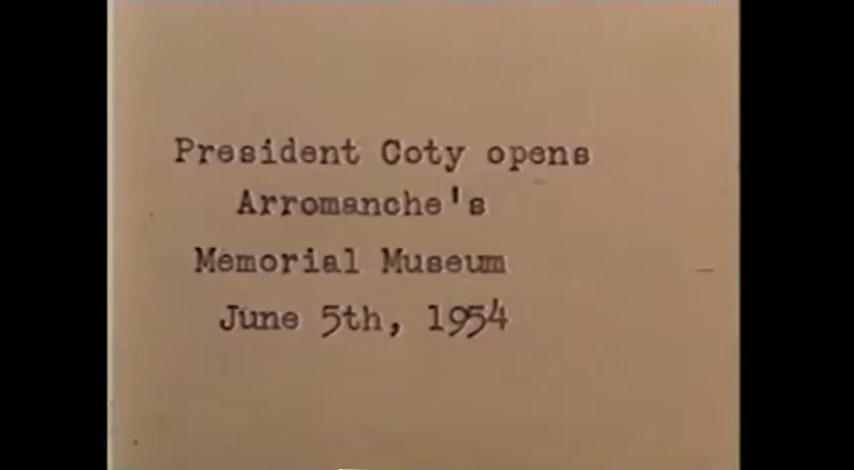 President Coty opens
Arromanche's
Memorial Museum
June 5th, 1954